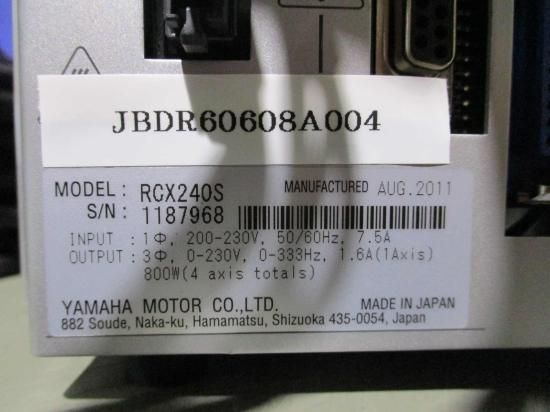 JBDR60608A004
MODEL : RCX240S MANUFACTURED AUG.2011
S/N : 1187968
INPUT : 1Φ, 200-230V, 50/60Hz, 7.5A
OUTPUT : 3Φ, 0-230V, 0-333Hz, 1.6A(1Axis)
800W(4 axis totals)
YAMAHA MOTOR CO.,LTD. MADE IN JAPAN
882 Soude, Naka-ku, Hamamatsu, Shizuoka 435-0054, Japan